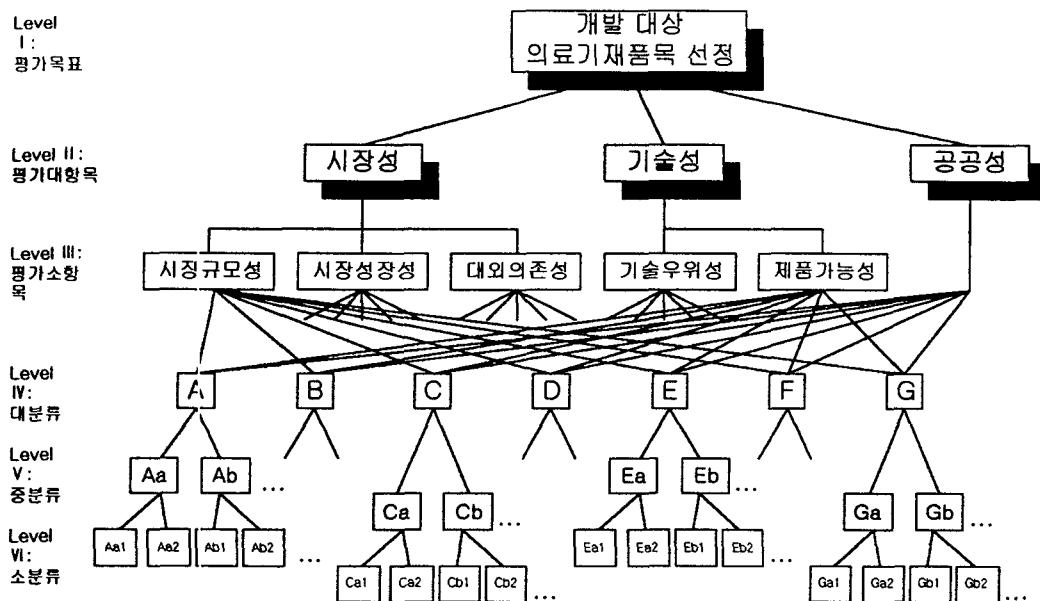 Level
I:
평가목표
개발 대상
의료기재품목 선정
Level II:
평가대항목
시장성
기술성
공공성
Level III:
평가소항
목
시장규모성
시장성장성
대외의존성
기술우위성
제품가능성
Level
IV:
대분류
A
B
C
D
E
F
G
Level
V:
중분류
Aa
Ab
...
Ca
Cb
...
Ea
Eb
...
Ga
Gb
...
Level
VI:
소분류
Aa1
Aa2
Ab1
Ab2
...
Ca1
Ca2
Cb1
Cb2
...
Ea1
Ea2
Eb1
Eb2
...
Ga1
Ga2
Gb1
Gb2
...